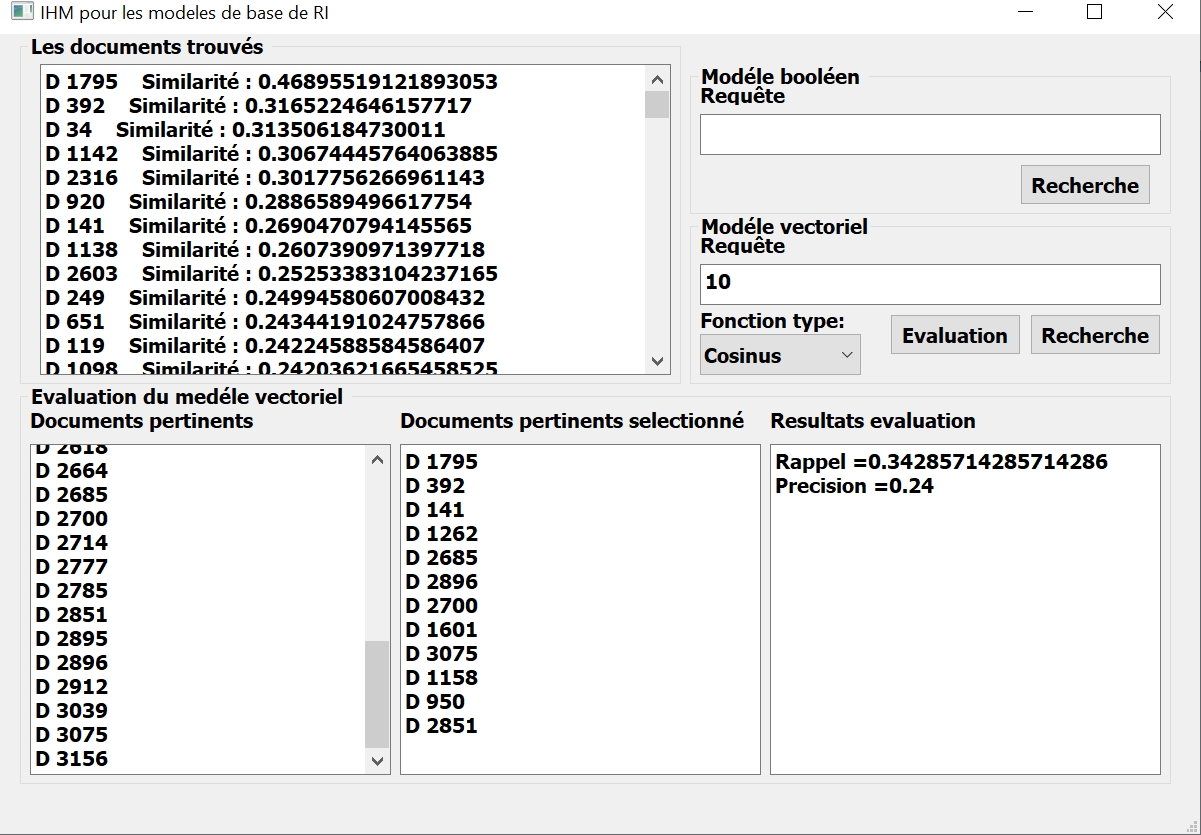 IHM pour les modeles de base de RI
Les documents trouvés
D 1795 Similarité : 0.46895519121893053
D 392 Similarité : 0.3165224646157717
D 34 Similarité : 0.313506184730011
D 1142 Similarité : 0.30674445764063885
D 2316 Similarité : 0.3017756266961143
D 920 Similarité : 0.2886589496617754
D 141 Similarité : 0.2690470794145565
D 1138 Similarité : 0.2607390971397718
D 2603 Similarité : 0.25253383104237165
D 249 Similarité : 0.24994580607008432
D 651 Similarité : 0.24344191024757866
D 119 Similarité : 0.24224588584586407
D 1098 Similarité : 0.24203621665458525
Modéle booléen
Requête
Recherche
Modéle vectoriel
Requête
10
Fonction type:
Cosinus
Evaluation
Recherche
Evaluation du medéle vectoriel
Documents pertinents
D 2618
D 2664
D 2685
D 2700
D 2714
D 2777
D 2785
D 2851
D 2895
D 2896
D 2912
D 3039
D 3075
D 3156
Documents pertinents selectionné
D 1795
D 392
D 141
D 1262
D 2685
D 2896
D 2700
D 1601
D 3075
D 1158
D 950
D 2851
Resultats evaluation
Rappel =0.34285714285714286
Precision =0.24